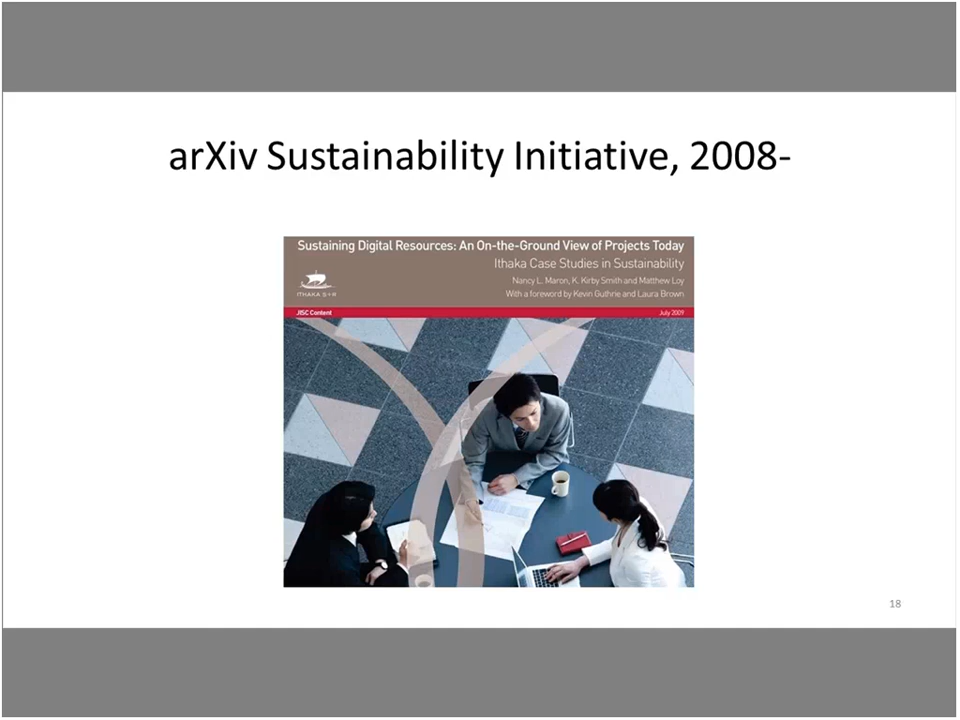 arXiv Sustainability Initiative, 2008-
Sustaining Digital Resources: An On-the-Ground View of Projects Today
Ithaka Case Studies in Sustainability
Nancy L. Maron, K. Kirby Smith and Matthew Loy
With a foreword by Kevin Guthrie and Laura Brown
ITHAKA S+R
JISC Content
July 2009
18